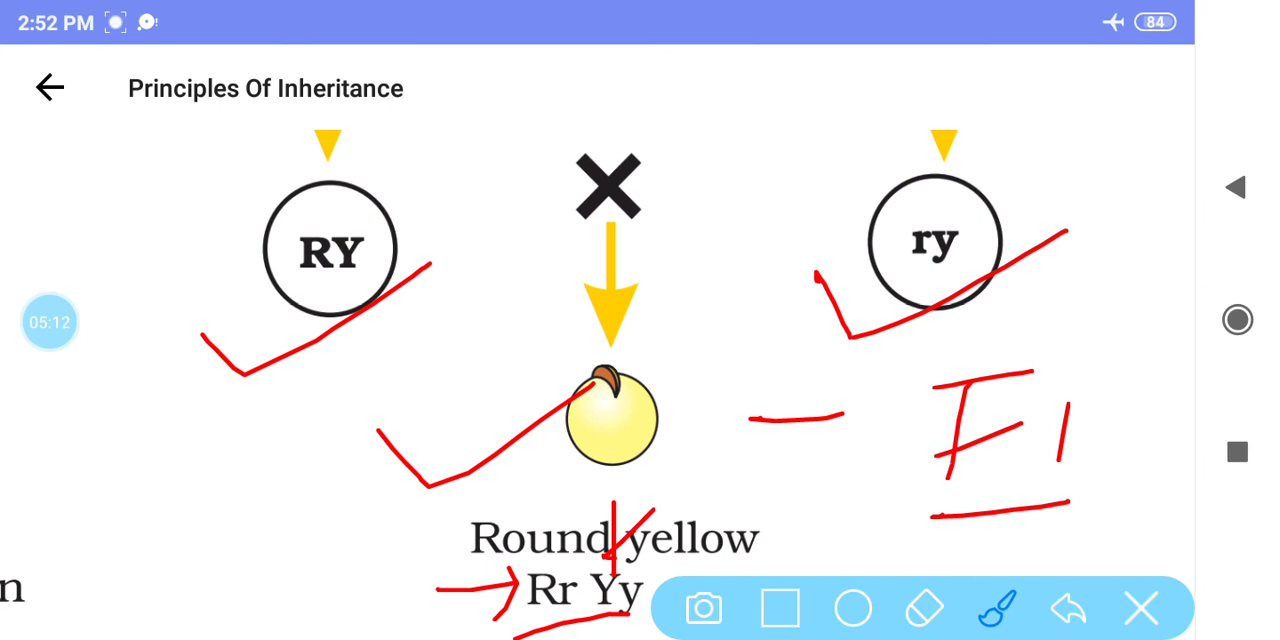 2:52 PM 84
Principles Of Inheritance
RY ry
05:12
F1
Round yellow
n Rr Yy